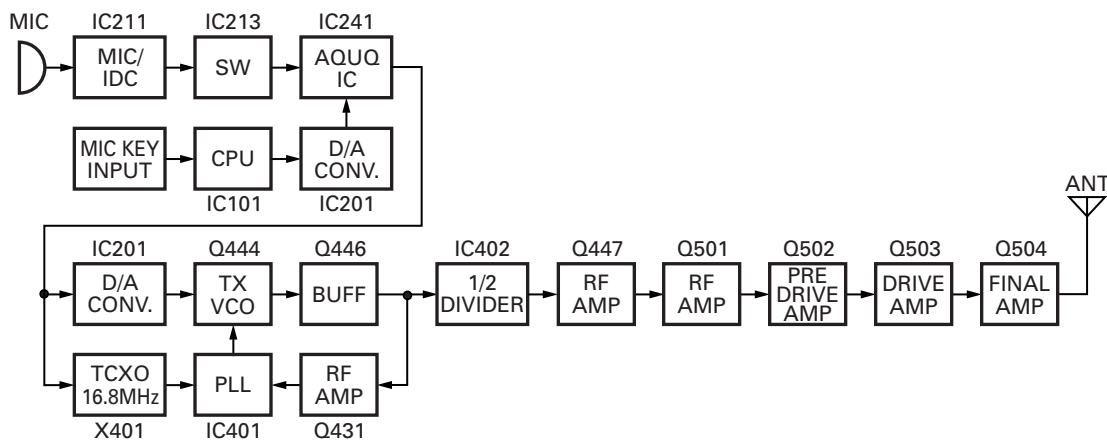 MIC
IC211
IC213
IC241
MIC/
IDC
SW
AQUQ
IC
MIC KEY
INPUT
CPU
D/A
CONV.
IC101
IC201
ANT
IC201
Q444
Q446
IC402
Q447
Q501
Q502
Q503
Q504
D/A
CONV.
TX
VCO
BUFF
1/2
DIVIDER
RF
AMP
RF
AMP
PRE
DRIVE
AMP
DRIVE
AMP
FINAL
AMP
TCXO
16.8MHz
PLL
RF
AMP
X401
IC401
Q431